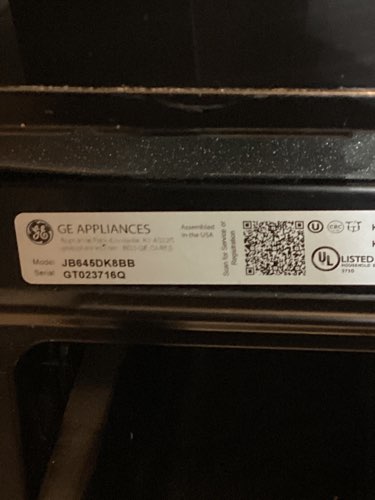 GE APPLIANCES
Assembled
in the USA
Model JB645DK8BB
Serial GT023716Q
Scan for Service or
Registration
U
UL LISTED